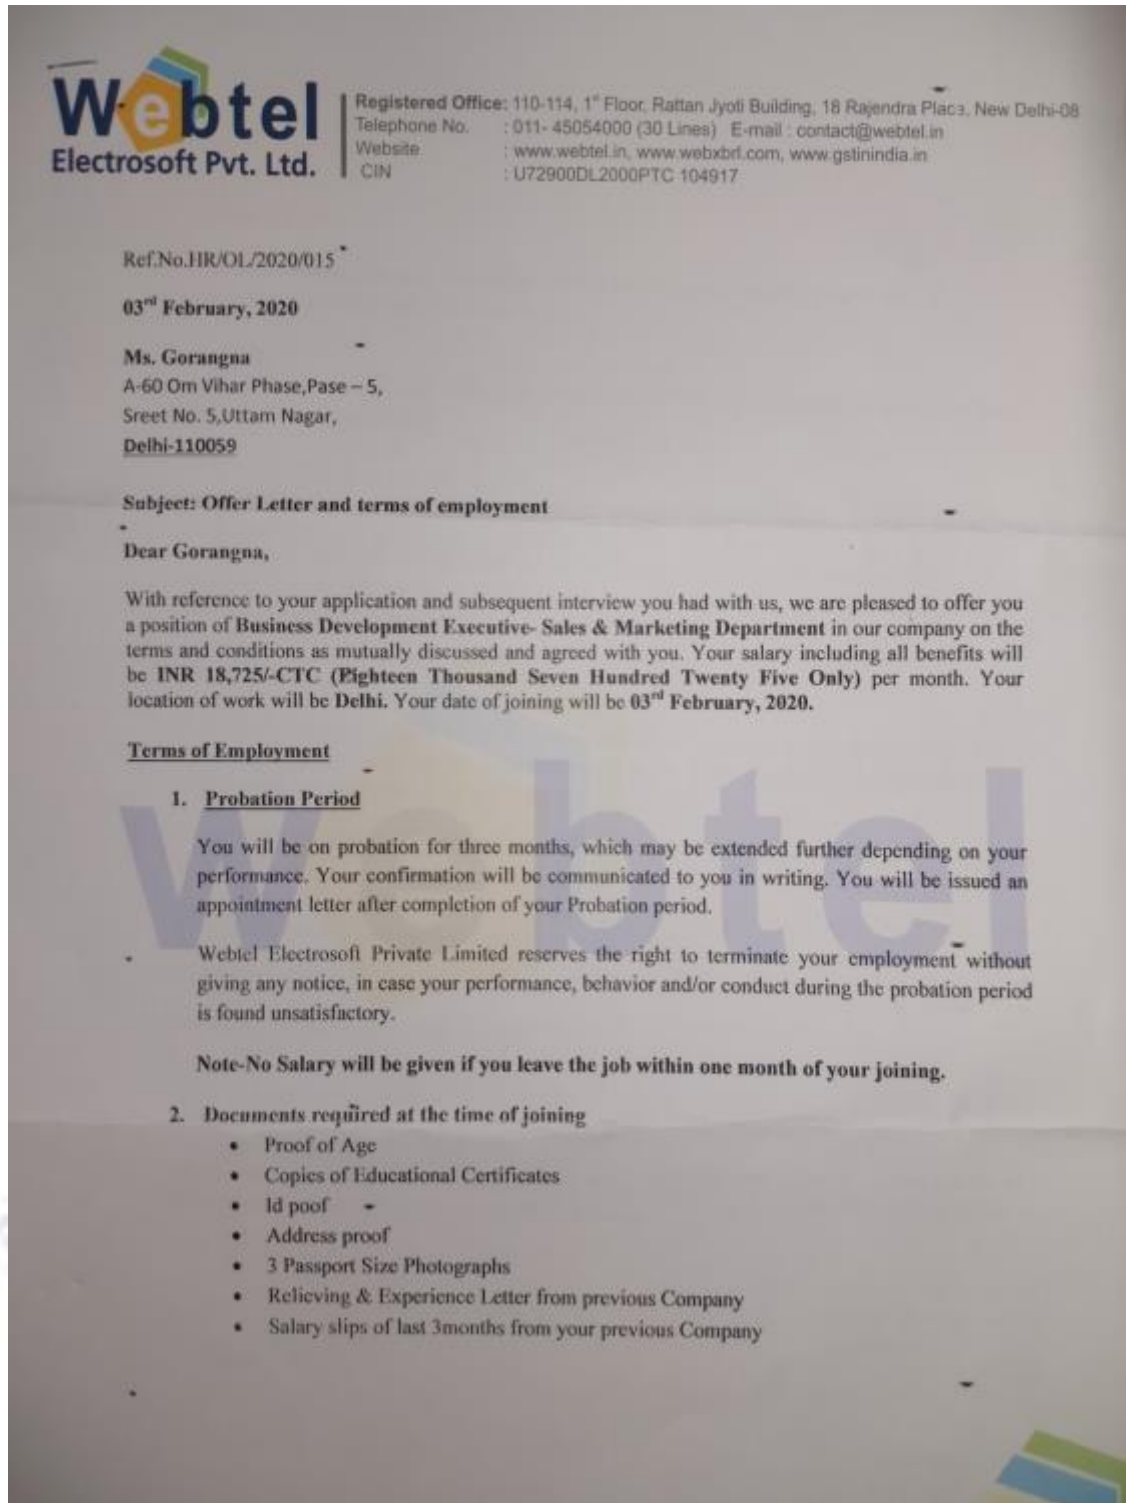 Webtel
Electrosoft Pvt. Ltd.
Registered Office: 110-114, 1st Floor, Rattan Jyoti Building, 18 Rajendra Place, New Delhi-08
Telephone No. : 011- 45054000 (30 Lines) E-mail : contact@webtel.in
Website : www.webtel.in, www.webxbrl.com, www.gstinindia.in
CIN : U72900DL2000PTC 104917
Ref.No.HR/OL/2020/015
03rd February, 2020
Ms. Gorangna
A-60 Om Vihar Phase,Pase – 5,
Sreet No. 5,Uttam Nagar,
Delhi-110059
Subject: Offer Letter and terms of employment
Dear Gorangna,
With reference to your application and subsequent interview you had with us, we are pleased to offer you
a position of Business Development Executive- Sales & Marketing Department in our company on the
terms and conditions as mutually discussed and agreed with you. Your salary including all benefits will
be INR 18,725/-CTC (Eighteen Thousand Seven Hundred Twenty Five Only) per month. Your
location of work will be Delhi. Your date of joining will be 03rd February, 2020.
Terms of Employment
1. Probation Period
You will be on probation for three months, which may be extended further depending on your
performance. Your confirmation will be communicated to you in writing. You will be issued an
appointment letter after completion of your Probation period.
Webtel Electrosoft Private Limited reserves the right to terminate your employment without
giving any notice, in case your performance, behavior and/or conduct during the probation period
is found unsatisfactory.
Note-No Salary will be given if you leave the job within one month of your joining.
2. Documents required at the time of joining
• Proof of Age
• Copies of Educational Certificates
• Id poof
• Address proof
• 3 Passport Size Photographs
• Relieving & Experience Letter from previous Company
• Salary slips of last 3months from your previous Company